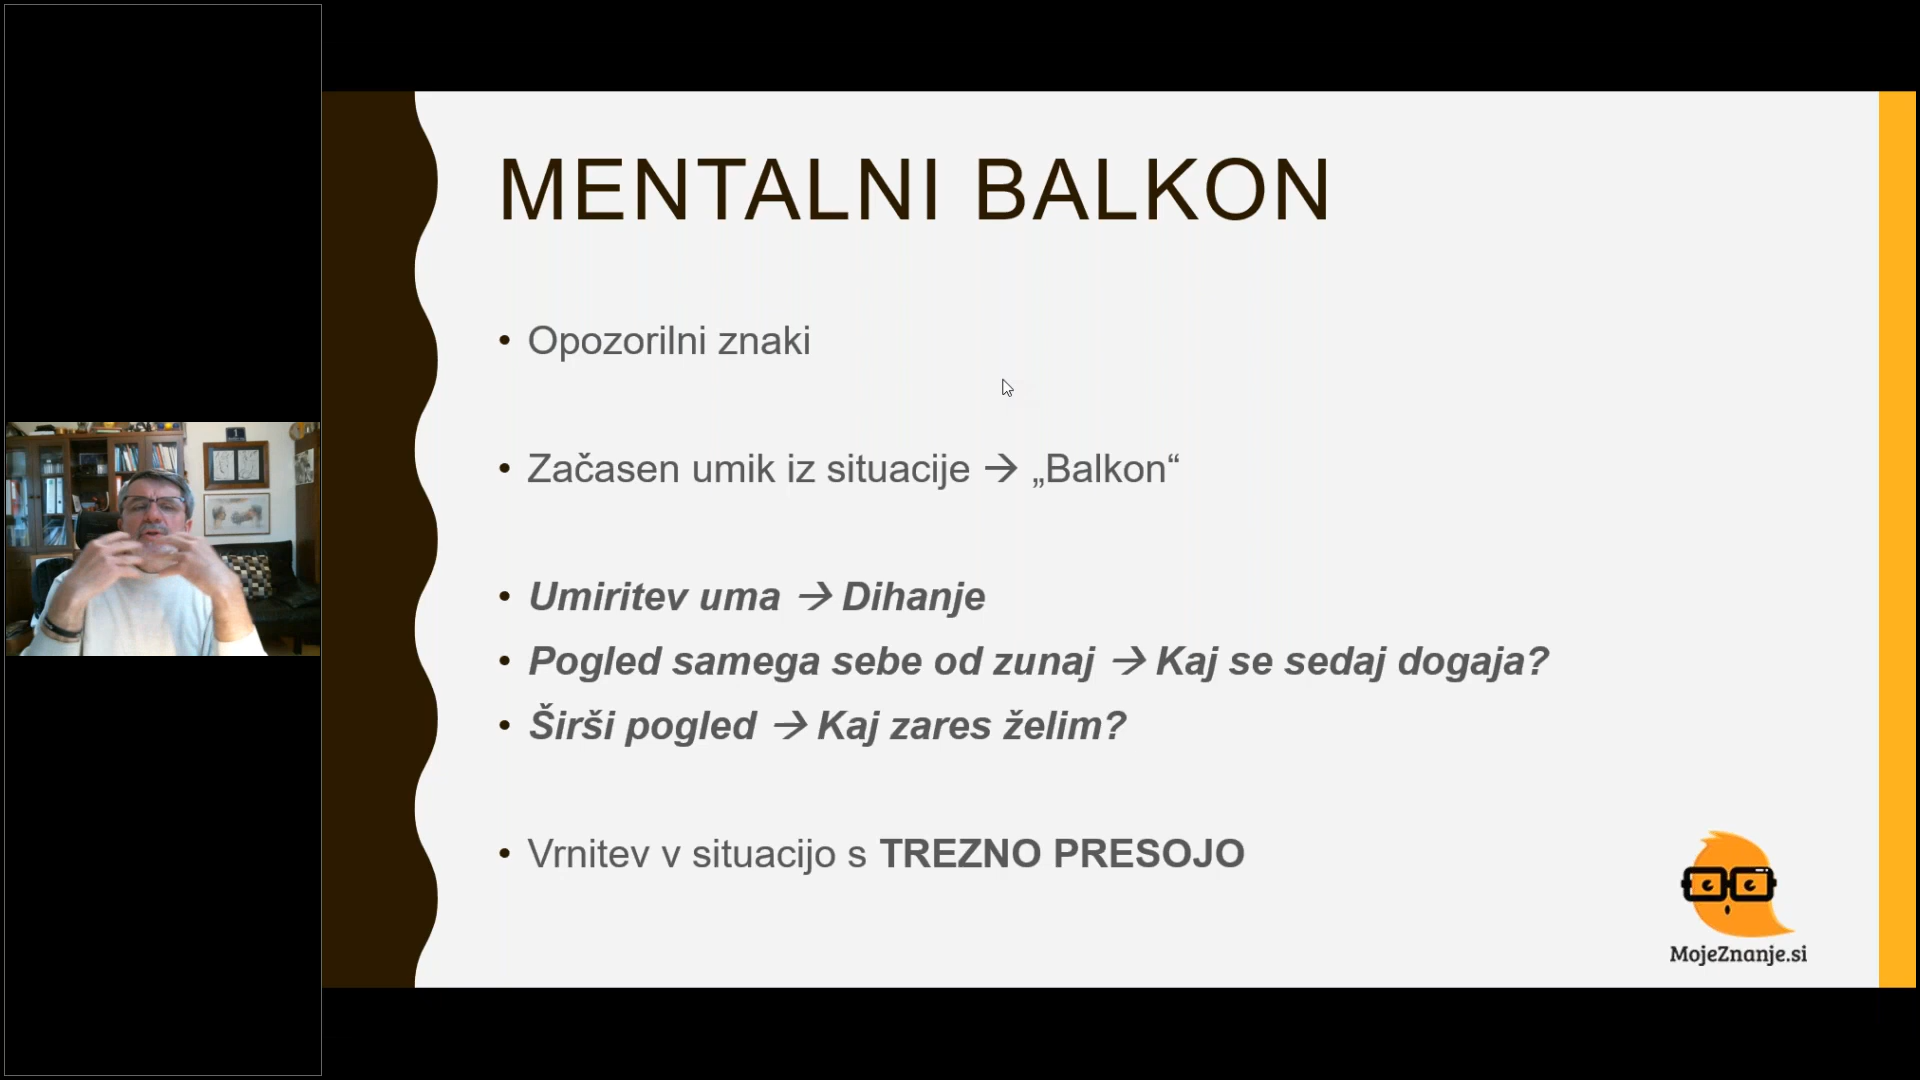 MENTALNI BALKON
• Opozorilni znaki
• Začasen umik iz situacije → „Balkon“
• Umiritev uma → Dihanje
• Pogled samega sebe od zunaj → Kaj se sedaj dogaja?
• Širši pogled → Kaj zares želim?
• Vrnitev v situacijo s TREZNO PRESOJO
MojeZnanje.si